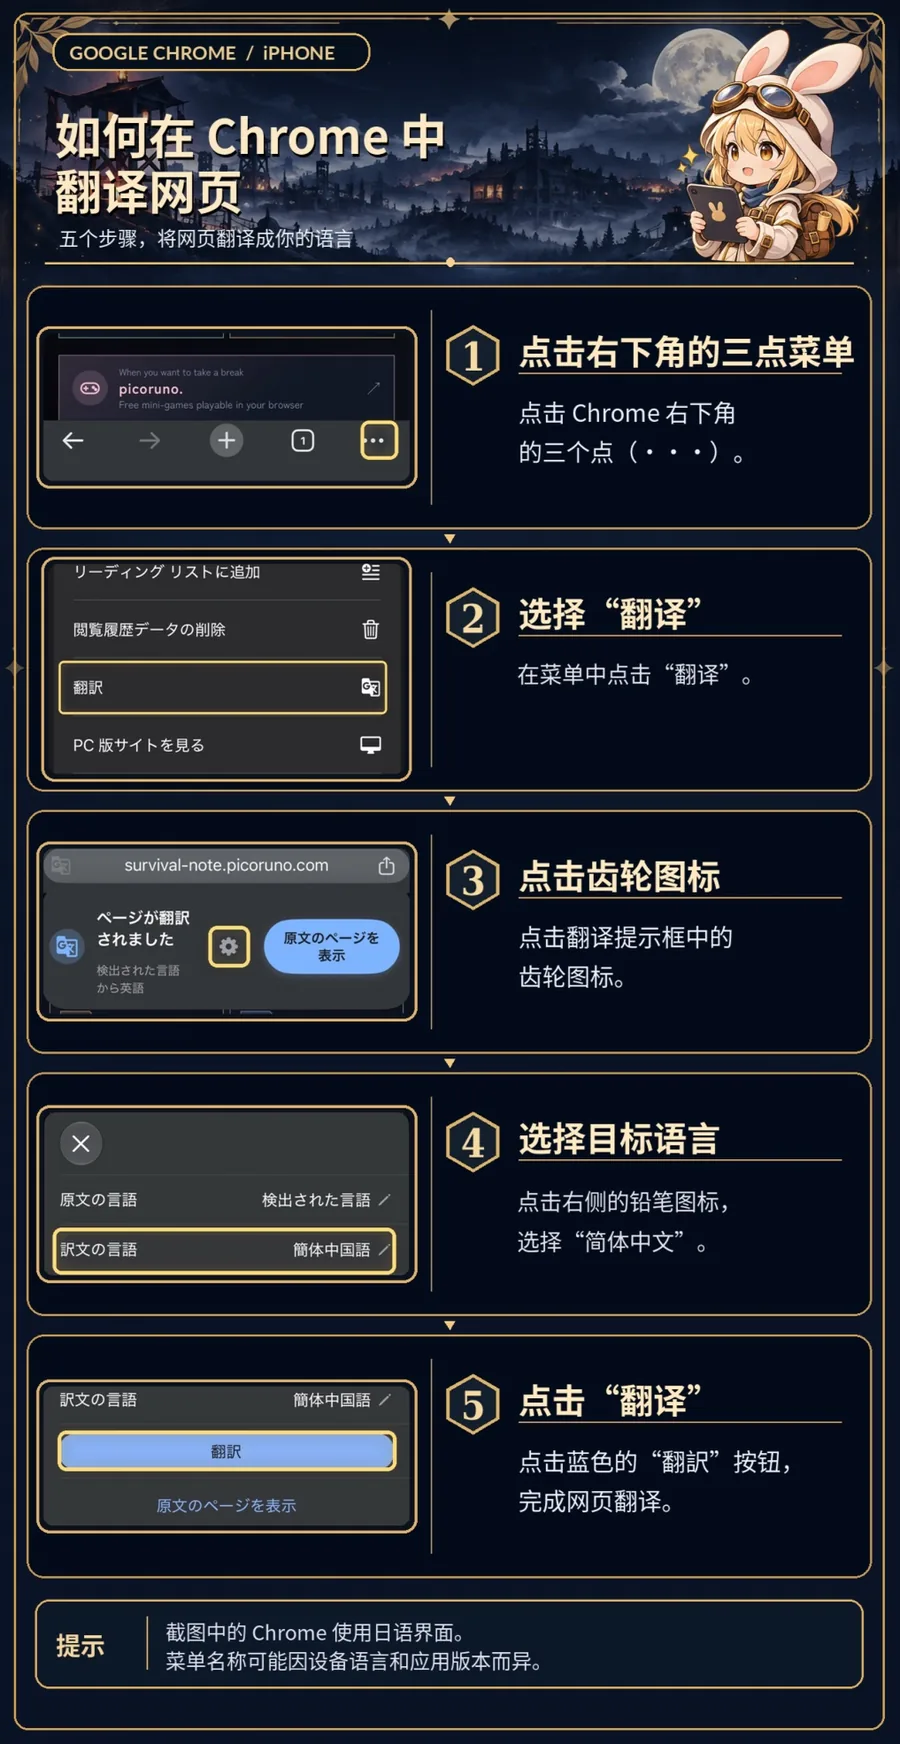 GOOGLE CHROME / iPHONE
如何在 Chrome 中
翻译网页
五个步骤，将网页翻译成你的语言
When you want to take a break
picoruno.
Free mini-games playable in your browser
1
1
点击右下角的三点菜单
点击 Chrome 右下角
的三个点（・・・）。
リーディング リストに追加
閲覧履歴データの削除
翻訳
PC 版サイトを見る
2
选择“翻译”
在菜单中点击“翻译”。
survival-note.picoruno.com
ページが翻訳
されました
検出された言語
から英語
原文のページを
表示
3
点击齿轮图标
点击翻译提示框中的
齿轮图标。
原文の言語 検出された言語
訳文の言語 簡体中国語
4
选择目标语言
点击右侧的铅笔图标，
选择“简体中文”。
訳文の言語 簡体中国語
翻訳
原文のページを表示
5
点击“翻译”
点击蓝色的“翻訳”按钮，
完成网页翻译。
提示
截图中的 Chrome 使用日语界面。
菜单名称可能因设备语言和应用版本而异。